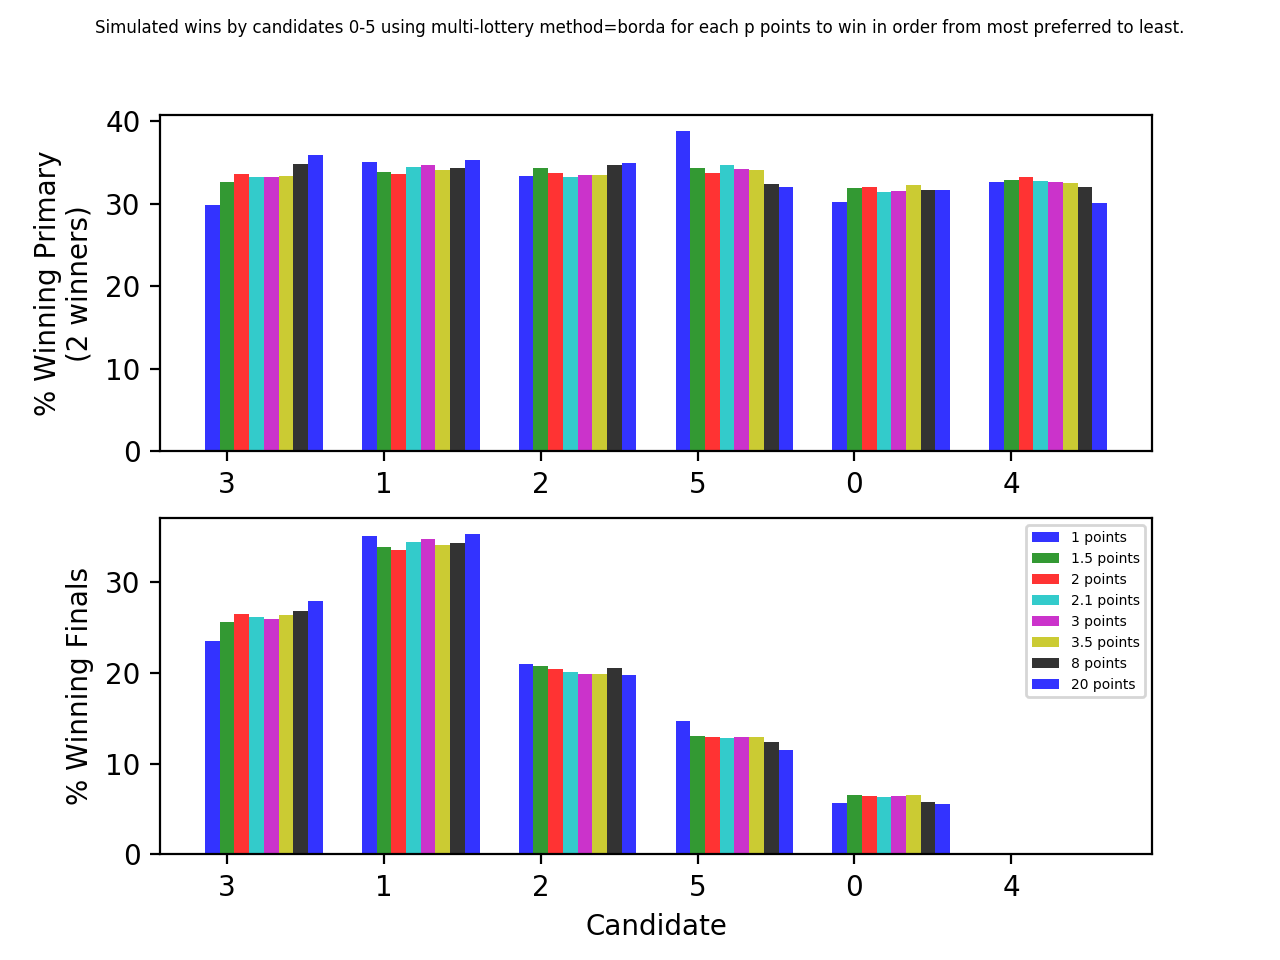 Simulated wins by candidates 0-5 using multi-lottery method=borda for each p points to win in order from most preferred to least.
% Winning Primary
(2 winners)
40
30
20
10
0
3 1 2 5 0 4
% Winning Finals
30
20
10
0
1 points
1.5 points
2 points
2.1 points
3 points
3.5 points
8 points
20 points
3 1 2 5 0 4
Candidate